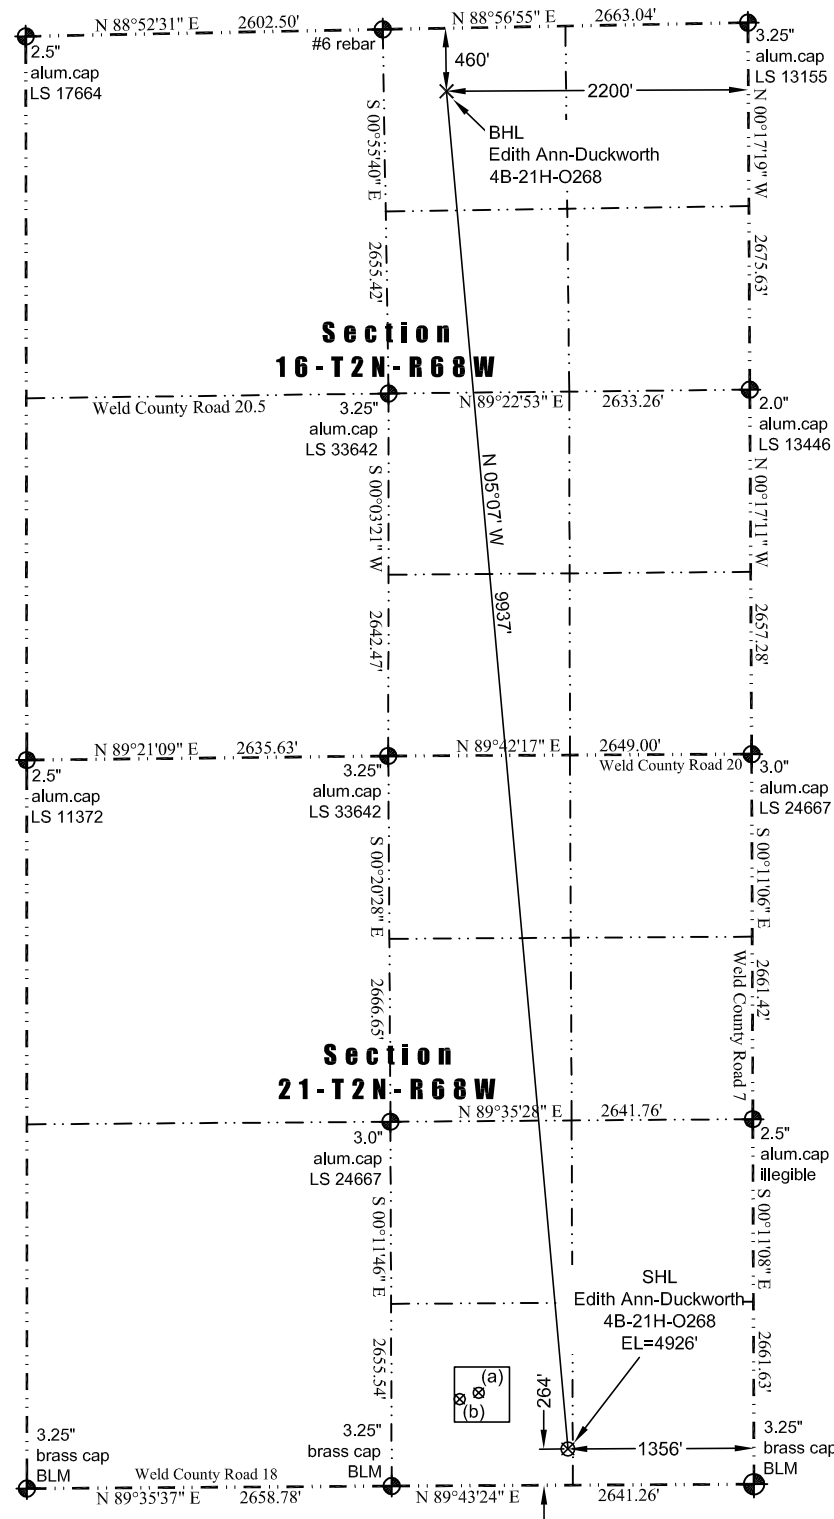 N 88°52'31" E 2602.50'
N 88°56'55" E 2663.04'
2.5"
alum.cap
LS 17664
#6 rebar
3.25"
alum.cap
LS 13155
460'
2200'
BHL
Edith Ann-Duckworth
4B-21H-O268
S 00°55'40" E 2655.42'
N 00°17'19" W 2675.63'
Section
16-T2N-R68W
Weld County Road 20.5
3.25"
alum.cap
LS 33642
N 89°22'53" E 2633.26'
2.0"
alum.cap
LS 13446
S 00°03'21" W 2642.47'
N 05°07' W 9937'
N 00°17'11" W 2657.28'
N 89°21'09" E 2635.63'
N 89°42'17" E 2649.00'
Weld County Road 20
2.5"
alum.cap
LS 11372
3.25"
alum.cap
LS 33642
3.0"
alum.cap
LS 24667
S 00°20'28" E 2666.65'
S 00°11'06" E 2661.42'
Weld County Road 7
Section
21-T2N-R68W
3.0"
alum.cap
LS 24667
N 89°35'28" E 2641.76'
2.5"
alum.cap
illegible
S 00°11'46" E 2655.54'
S 00°11'08" E 2661.63'
SHL
Edith Ann-Duckworth
4B-21H-O268
EL=4926'
(a)
(b)
264'
1356'
3.25"
brass cap
BLM
3.25"
brass cap
BLM
3.25"
brass cap
BLM
Weld County Road 18
N 89°35'37" E 2658.78'
N 89°43'24" E 2641.26'